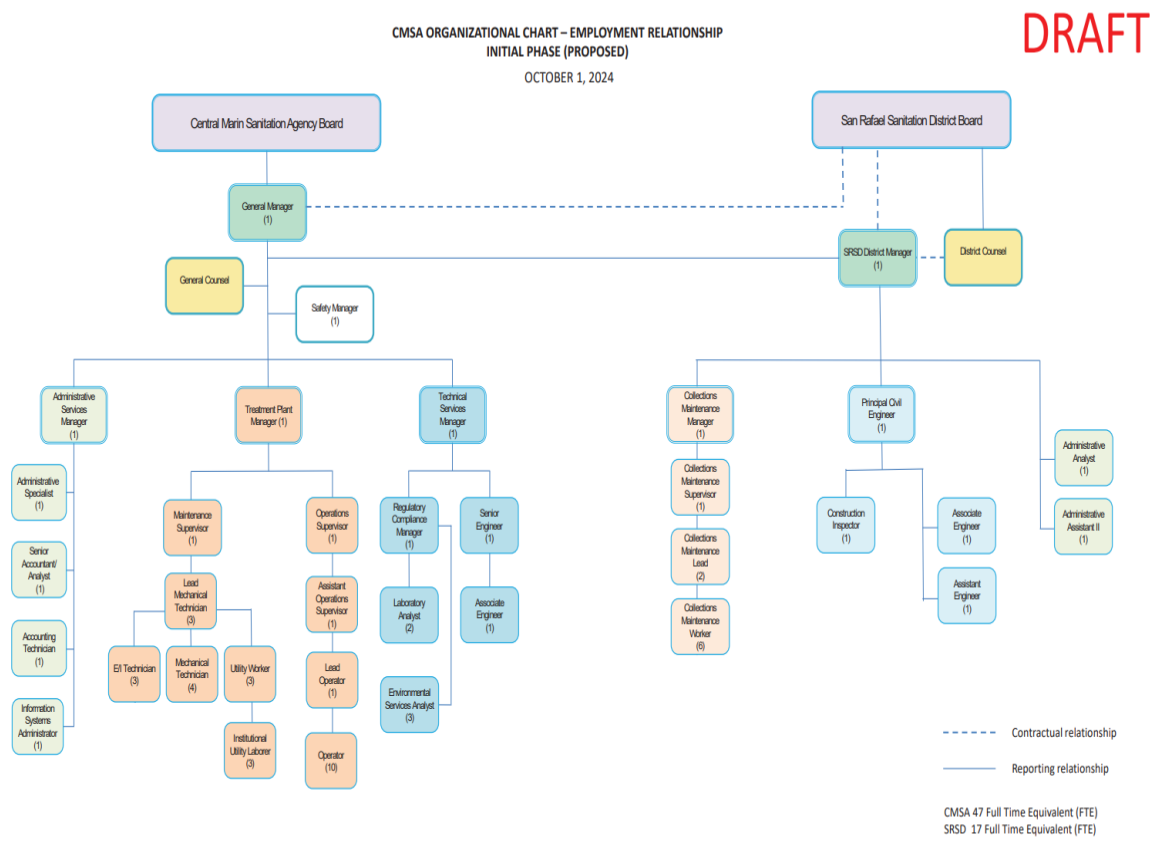 CMSA ORGANIZATIONAL CHART – EMPLOYMENT RELATIONSHIP
INITIAL PHASE (PROPOSED)
OCTOBER 1, 2024
DRAFT
Central Marin Sanitation Agency Board
San Rafael Sanitation District Board
General Manager
(1)
SRSD District Manager
(1)
District Counsel
General Counsel
Safety Manager
(1)
Administrative
Services
Manager
(1)
Treatment Plant
Manager (1)
Technical
Services
Manager
(1)
Collections
Maintenance
Manager
(1)
Principal Civil
Engineer
(1)
Administrative
Analyst
(1)
Administrative
Assistant II
(1)
Administrative
Specialist
(1)
Senior
Accountant/
Analyst
(1)
Accounting
Technician
(1)
Information
Systems
Administrator
(1)
Maintenance
Supervisor
(1)
Lead
Mechanical
Technician
(3)
E/I Technician
(3)
Mechanical
Technician
(4)
Utility Worker
(3)
Institutional
Utility Laborer
(3)
Operations
Supervisor
(1)
Assistant
Operations
Supervisor
(1)
Lead
Operator
(1)
Operator
(10)
Regulatory
Compliance
Manager
(1)
Laboratory
Analyst
(2)
Environmental
Services Analyst
(3)
Senior
Engineer
(1)
Associate
Engineer
(1)
Collections
Maintenance
Supervisor
(1)
Collections
Maintenance
Lead
(2)
Collections
Maintenance
Worker
(6)
Construction
Inspector
(1)
Associate
Engineer
(1)
Assistant
Engineer
(1)
Contractual relationship
Reporting relationship
CMSA 47 Full Time Equivalent (FTE)
SRSD 17 Full Time Equivalent (FTE)